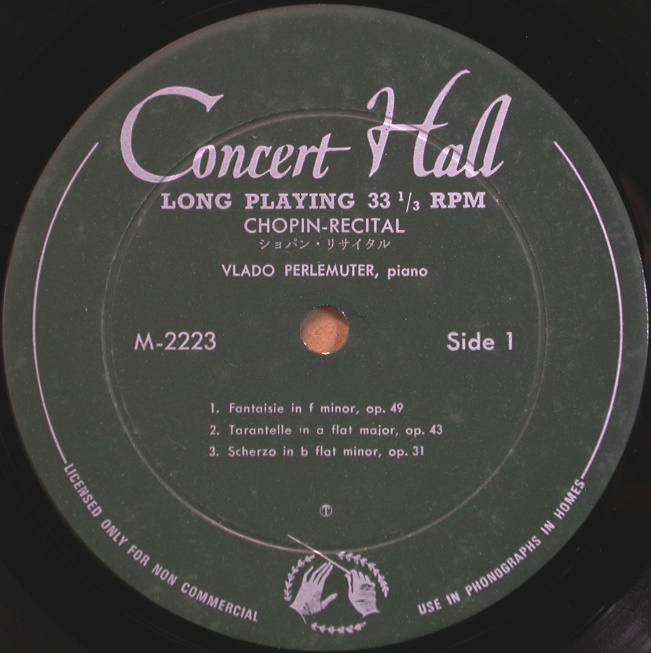 Concert Hall
LONG PLAYING 33 1/3 RPM
CHOPIN-RECITAL
ショパン・リサイタル
VLADO PERLEMUTER, piano
M-2223
Side 1
1. Fantaisie in f minor, op. 49
2. Tarantelle in a flat major, op. 43
3. Scherzo in b flat minor, op. 31
Ⓣ
LICENSED ONLY FOR NON COMMERCIAL
USE IN PHONOGRAPHS IN HOMES